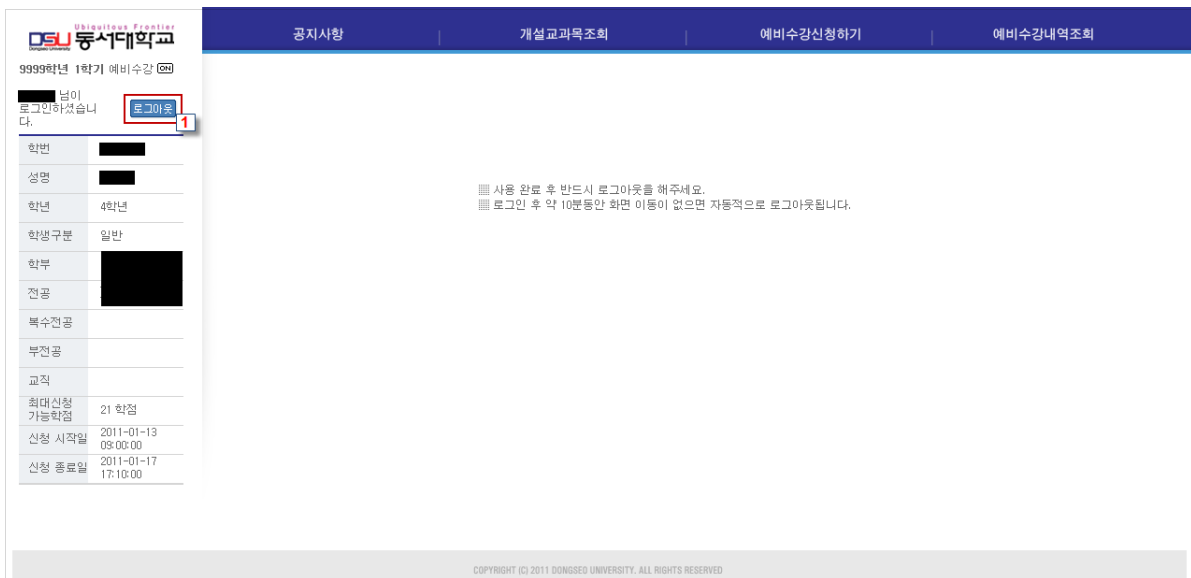 Ubiquitous Frontier
DSU 동서대학교
Dongseo University
공지사항 | 개설교과목조회 | 예비수강신청하기 | 예비수강내역조회
9999학년 1학기 예비수강 ON
님이
로그인하셨습니
다.
로그아웃
1
학번
성명
학년 4학년
학생구분 일반
학부
전공
복수전공
부전공
교직
최대신청
가능학점 21 학점
신청 시작일 2011-01-13
09:00:00
신청 종료일 2011-01-17
17:10:00
▒ 사용 완료 후 반드시 로그아웃을 해주세요.
▒ 로그인 후 약 10분동안 화면 이동이 없으면 자동적으로 로그아웃됩니다.
COPYRIGHT (C) 2011 DONGSEO UNIVERSITY. ALL RIGHTS RESERVED